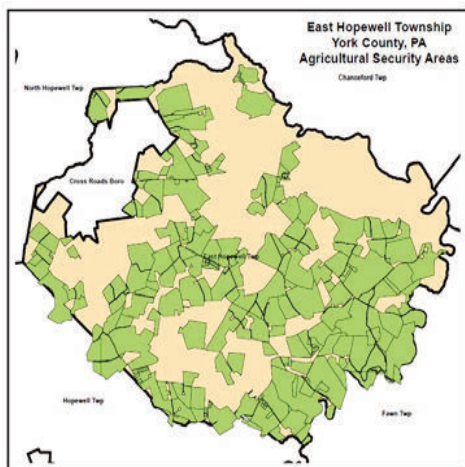 East Hopewell Township
York County, PA
Agricultural Security Areas
Chanceford Twp
North Hopewell Twp
Cross Roads Boro
East Hopewell Twp
Hopewell Twp
Fawn Twp